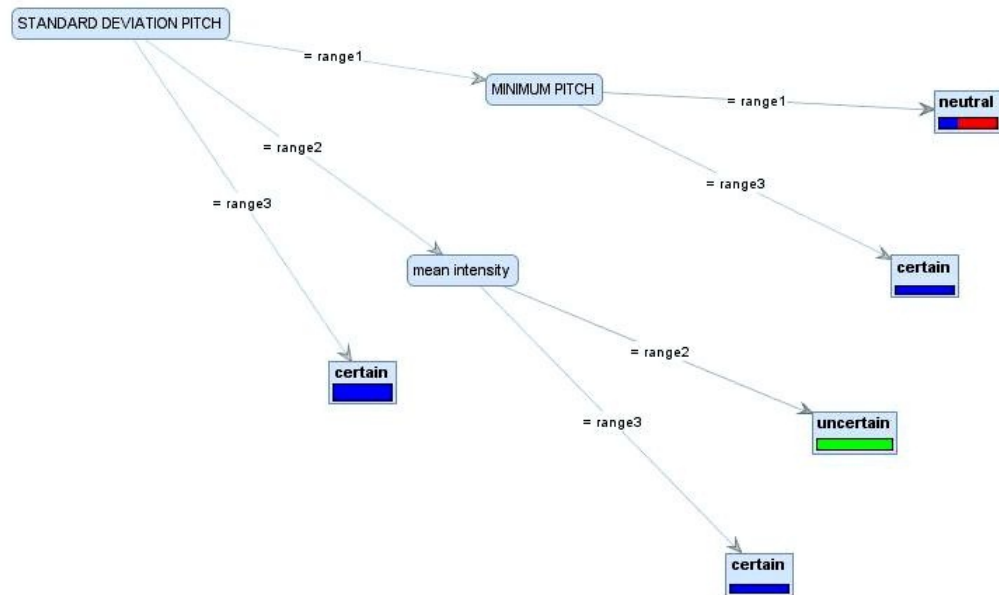 STANDARD DEVIATION PITCH
= range1
MINIMUM PITCH
= range1
neutral
= range2
= range3
= range3
mean intensity
certain
= range2
certain
= range3
uncertain
certain